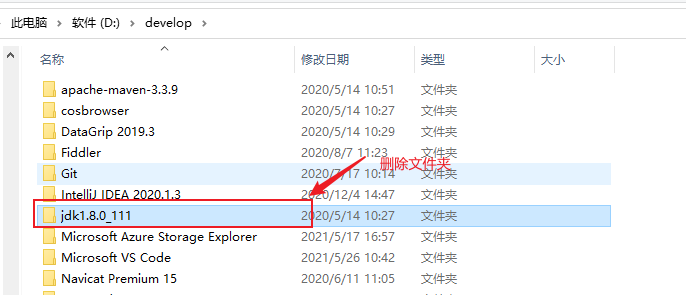 此电脑 › 软件 (D:) › develop ›
名称 修改日期 类型 大小
apache-maven-3.3.9 2020/5/14 10:51 文件夹
cosbrowser 2020/5/14 10:27 文件夹
DataGrip 2019.3 2020/5/14 10:29 文件夹
Fiddler 2020/8/7 11:23 文件夹
删除文件夹
Git 2020/7/17 10:14 文件夹
IntelliJ IDEA 2020.1.3 2020/12/4 14:47 文件夹
jdk1.8.0_111 2020/5/14 10:27 文件夹
Microsoft Azure Storage Explorer 2021/5/17 16:57 文件夹
Microsoft VS Code 2021/5/26 10:42 文件夹
Navicat Premium 15 2020/6/11 11:05 文件夹